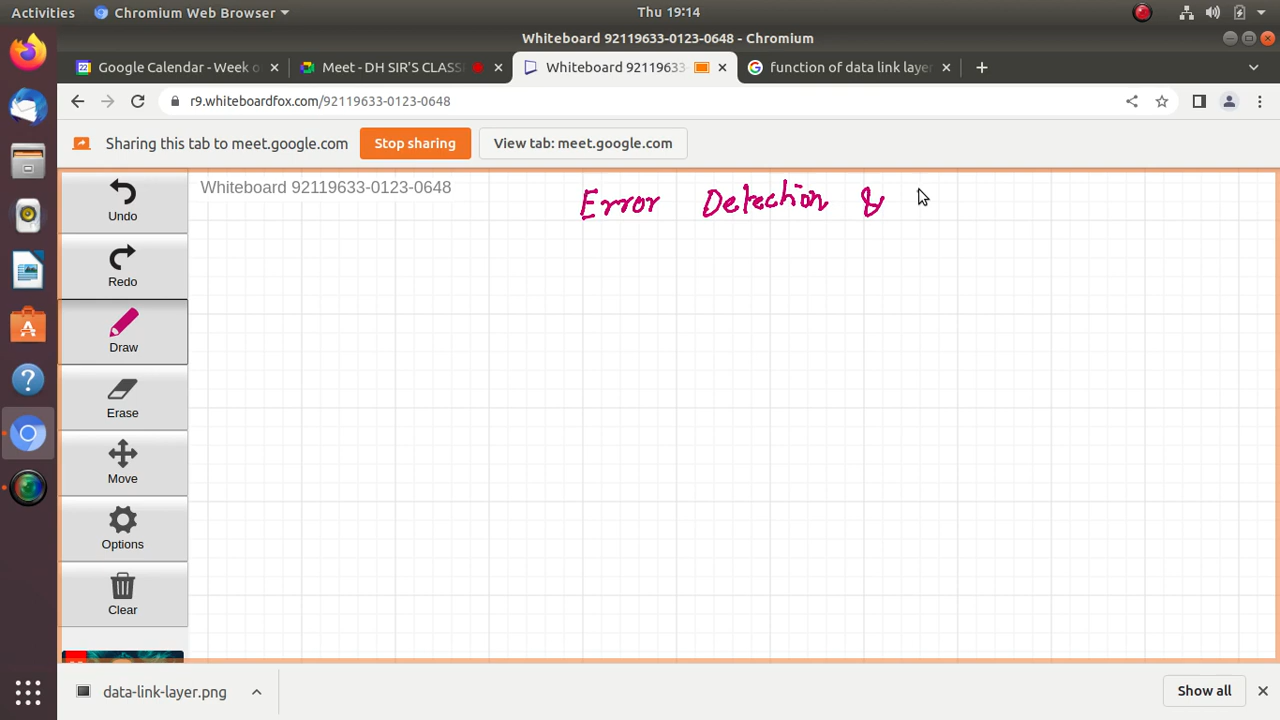 Activities Chromium Web Browser Thu 19:14
Whiteboard 92119633-0123-0648 - Chromium
Google Calendar - Week o Meet - DH SIR'S CLASS Whiteboard 92119633- function of data link layer
r9.whiteboardfox.com/92119633-0123-0648
Sharing this tab to meet.google.com Stop sharing View tab: meet.google.com
Whiteboard 92119633-0123-0648
Error Detection &
Undo
Redo
Draw
Erase
Move
Options
Clear
data-link-layer.png Show all